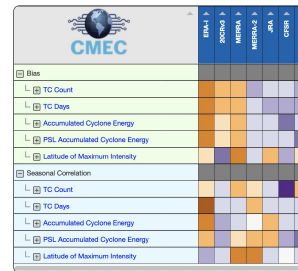 CMEC
ERA-I
20CRv3
MERRA
MERRA-2
JRA
CFSR
Bias
TC Count
TC Days
Accumulated Cyclone Energy
PSL Accumulated Cyclone Energy
Latitude of Maximum Intensity
Seasonal Correlation
TC Count
TC Days
Accumulated Cyclone Energy
PSL Accumulated Cyclone Energy
Latitude of Maximum Intensity